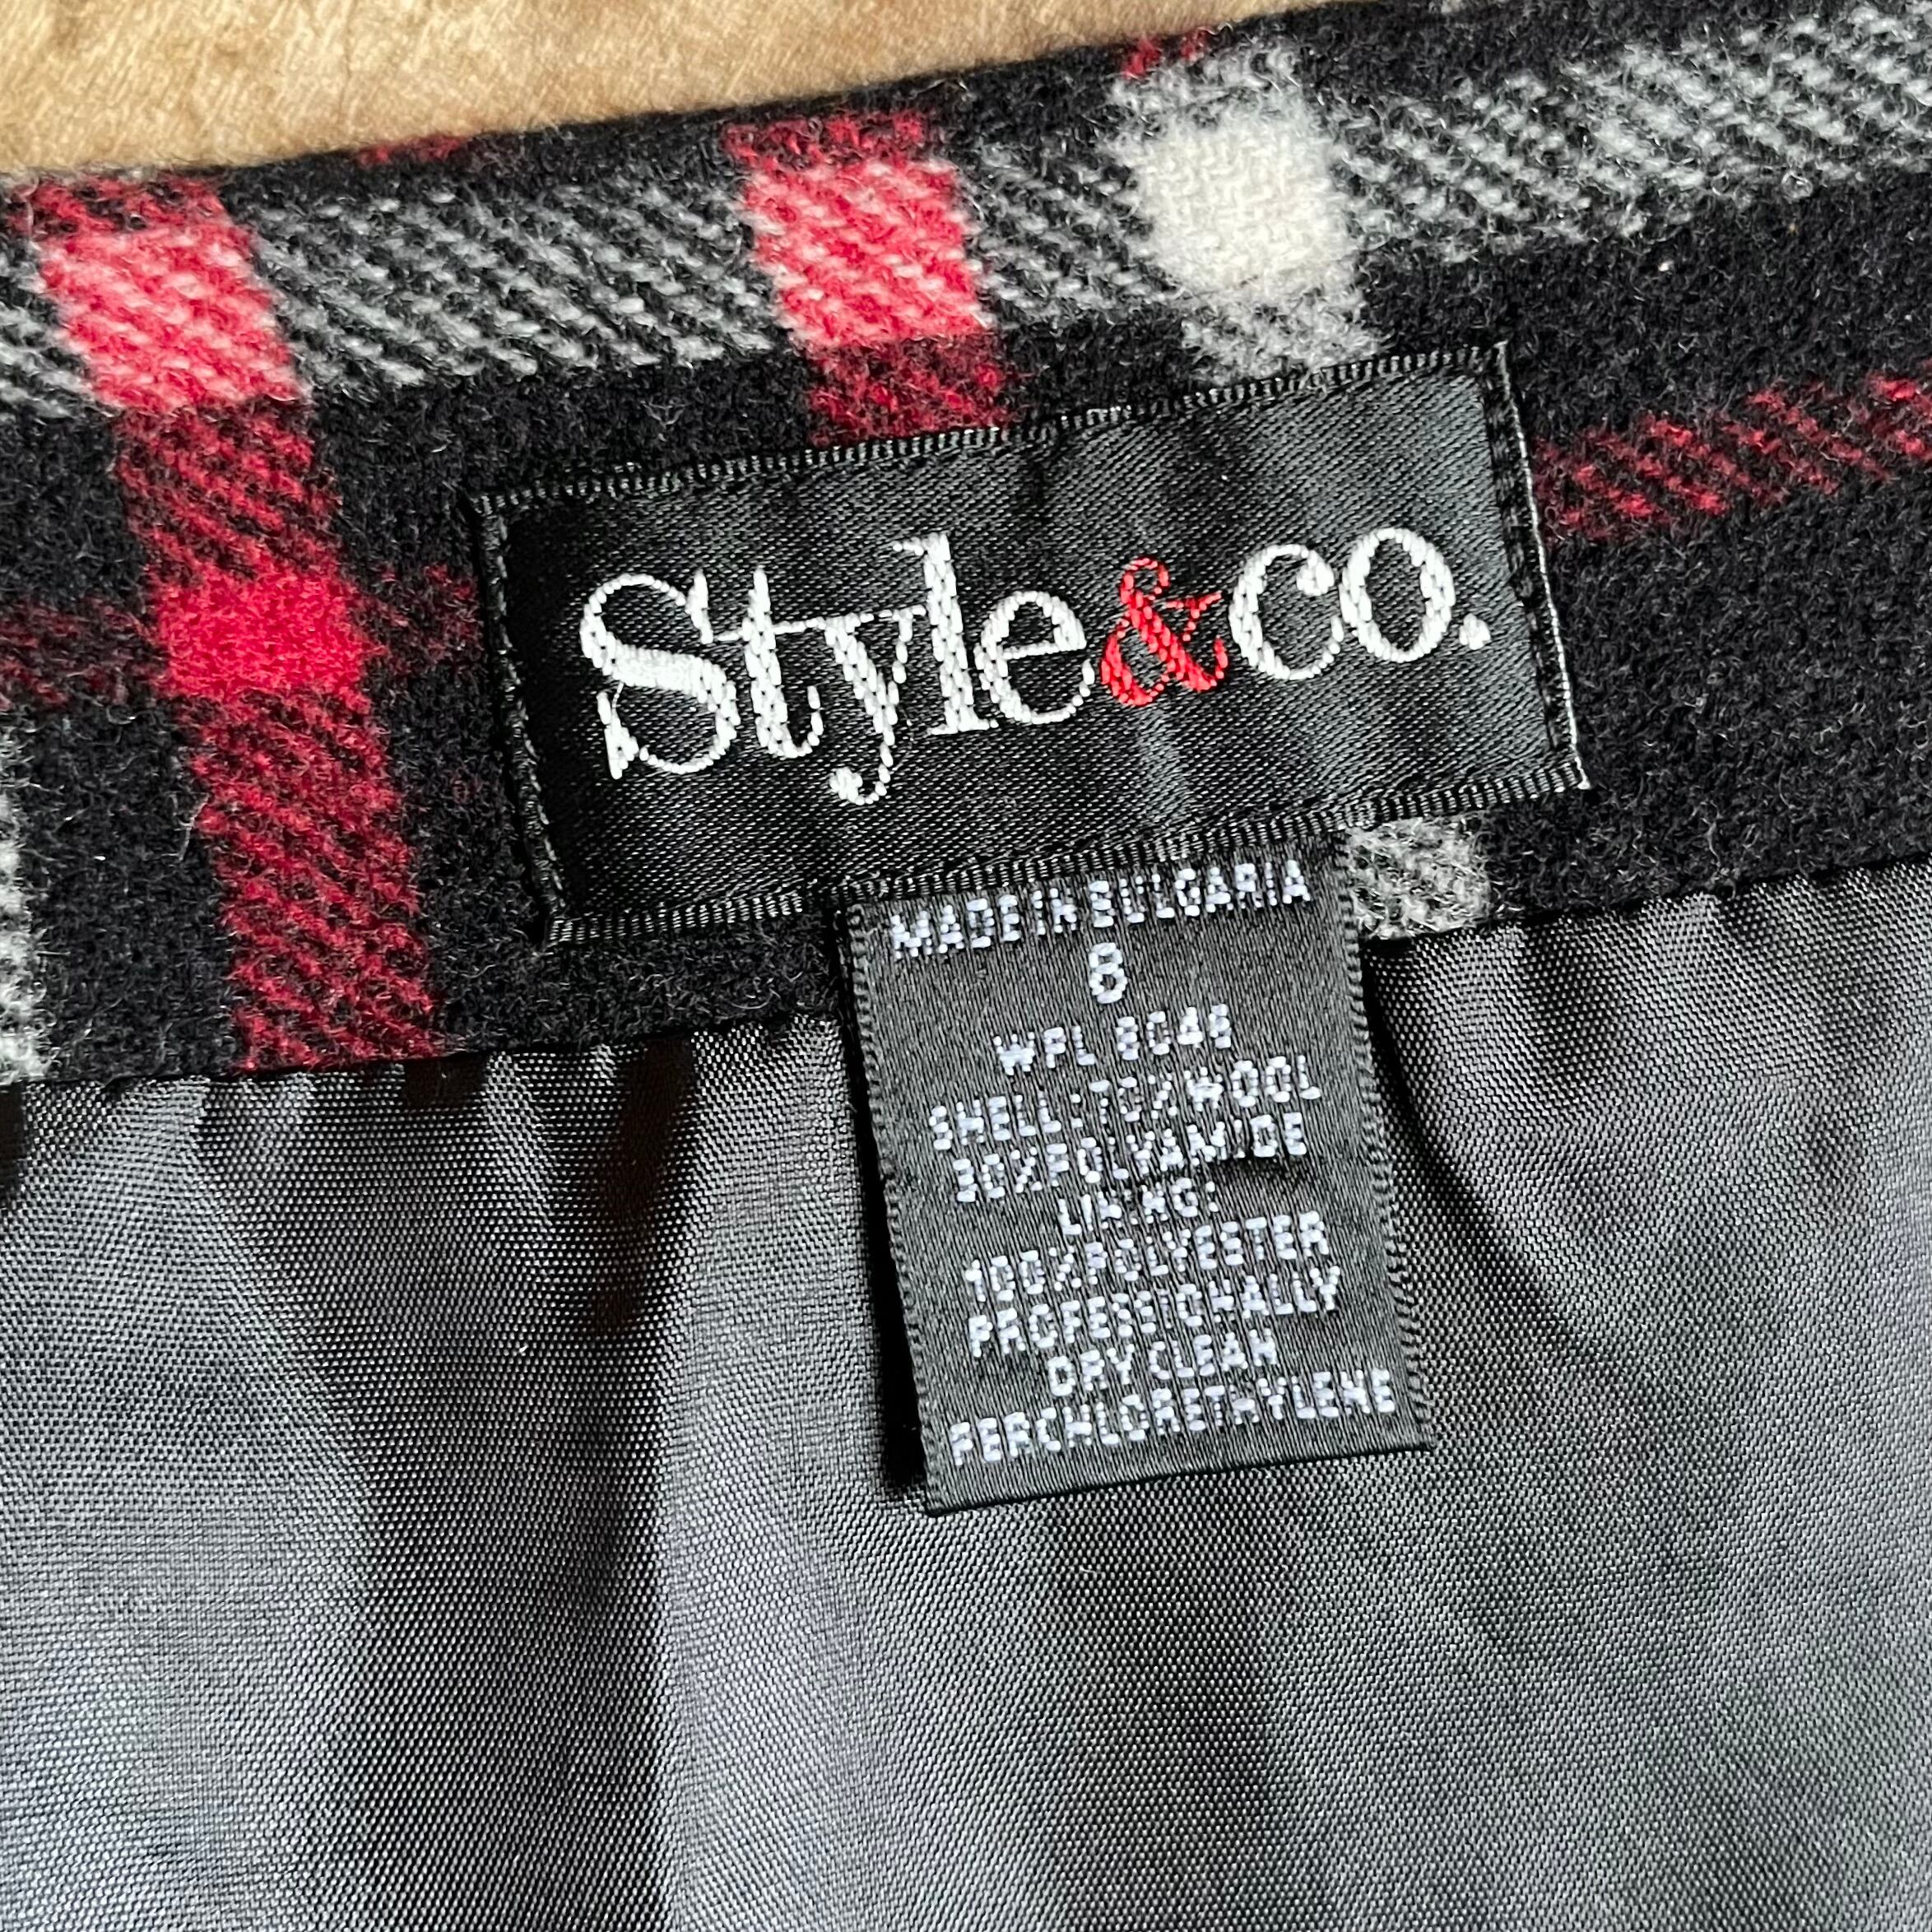 Style&co.
MADE IN BULGARIA
8
WPL 8046
SHELL:70%WOOL
30%POLYAMIDE
LINING:
100%POLYESTER
PROFESSIONALLY
DRY CLEAN
PERCHLORETHYLENE